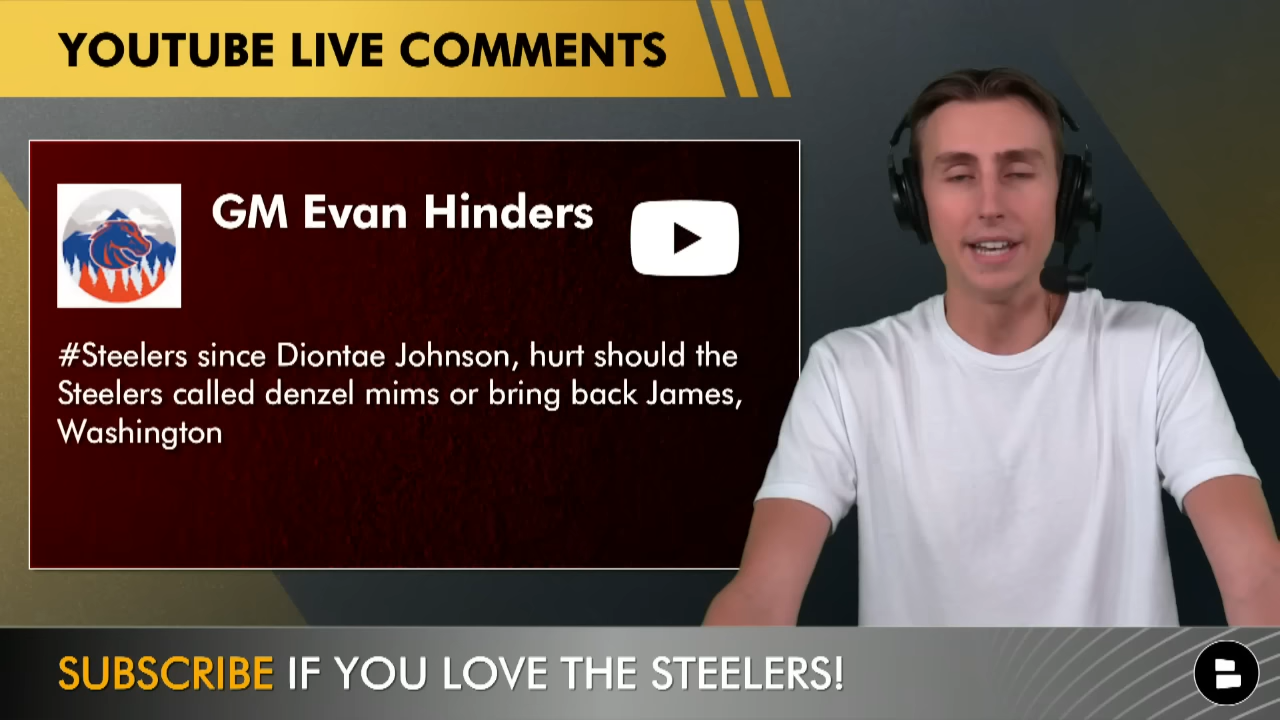 YOUTUBE LIVE COMMENTS
GM Evan Hinders
#Steelers since Diontae Johnson, hurt should the
Steelers called denzel mims or bring back James,
Washington
SUBSCRIBE IF YOU LOVE THE STEELERS!